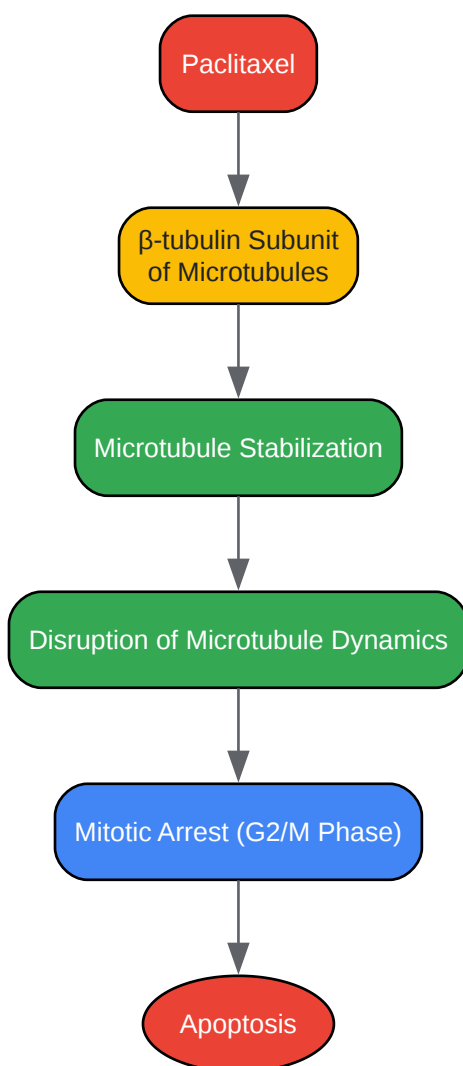 Paclitaxel
β-tubulin Subunit
of Microtubules
Microtubule Stabilization
Disruption of Microtubule Dynamics
Mitotic Arrest (G2/M Phase)
Apoptosis